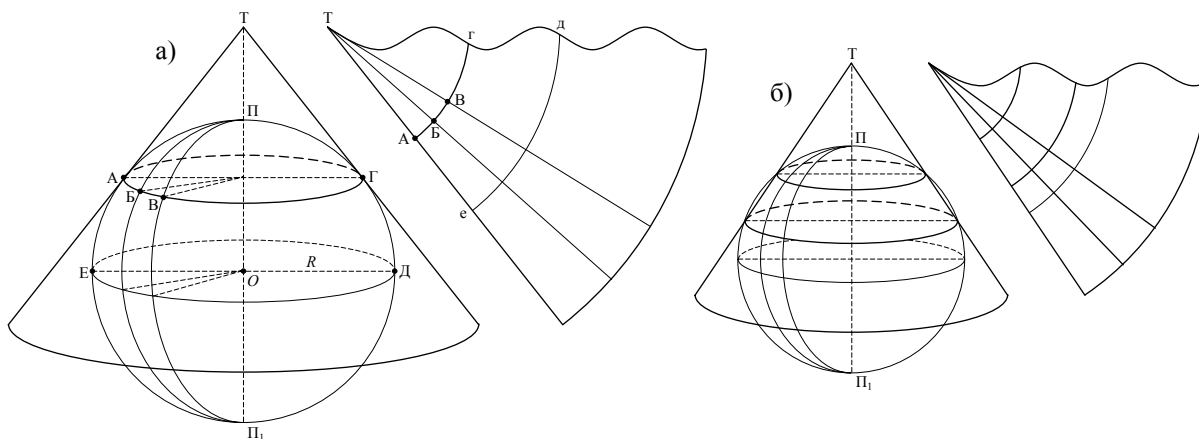 а)
Т
П
А
Б
В
Г
Е
О
R
Д
П₁
Т
г
д
А
Б
В
е
б)
Т
П
П₁